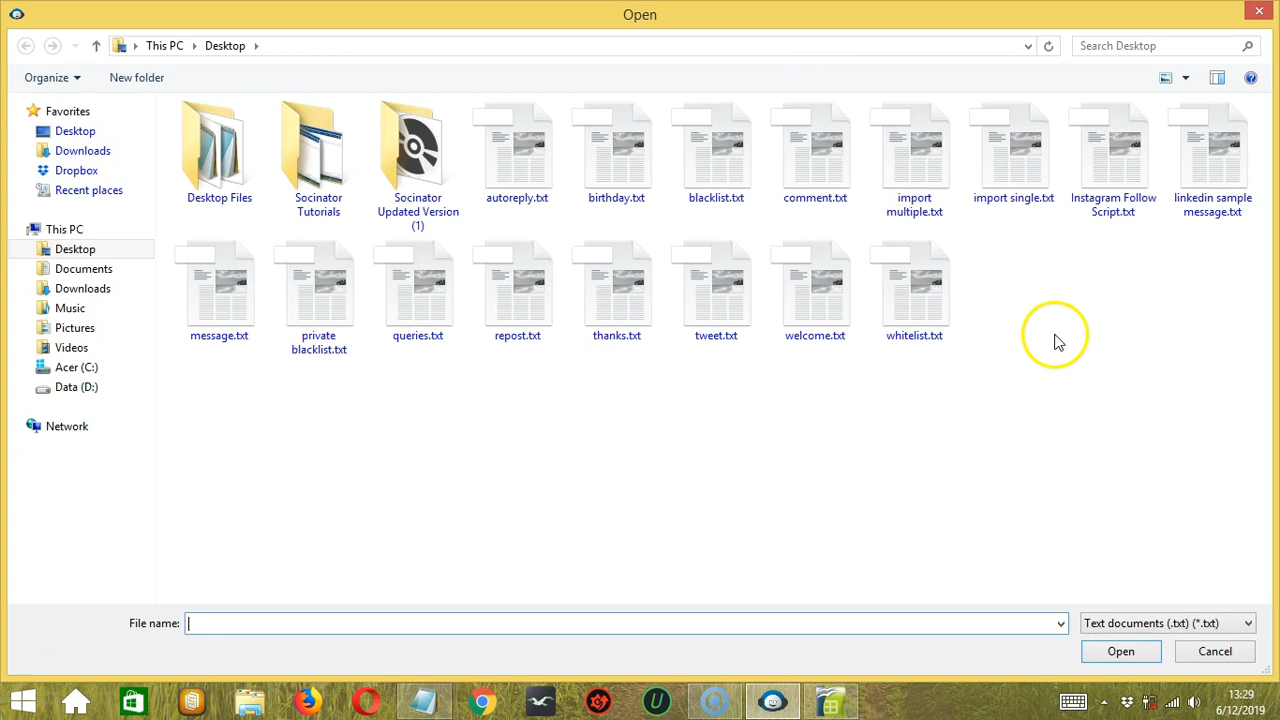 Open
This PC
Desktop
Search Desktop
Organize
New folder
Favorites
Desktop
Downloads
Dropbox
Recent places
This PC
Desktop
Documents
Downloads
Music
Pictures
Videos
Acer (C:)
Data (D:)
Network
Desktop Files
Socinator
Tutorials
Socinator
Updated Version
(1)
autoreply.txt
birthday.txt
blacklist.txt
comment.txt
import
multiple.txt
import single.txt
Instagram Follow
Script.txt
linkedin sample
message.txt
message.txt
private
blacklist.txt
queries.txt
repost.txt
thanks.txt
tweet.txt
welcome.txt
whitelist.txt
File name:
Text documents (.txt) (*.txt)
Open
Cancel
13:29
6/12/2019